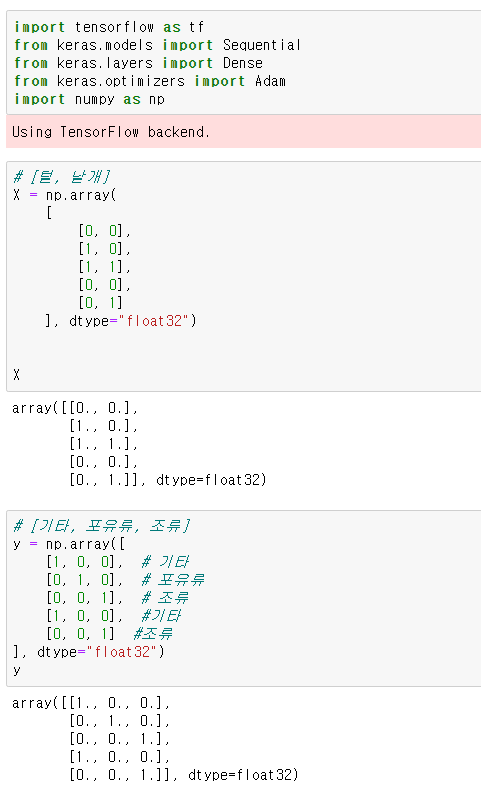 import tensorflow as tf
from keras.models import Sequential
from keras.layers import Dense
from keras.optimizers import Adam
import numpy as np
Using TensorFlow backend.
# [털, 날개]
X = np.array(
    [
        [0, 0],
        [1, 0],
        [1, 1],
        [0, 0],
        [0, 1]
    ], dtype="float32")
X
array([[0., 0.],
       [1., 0.],
       [1., 1.],
       [0., 0.],
       [0., 1.]], dtype=float32)
# [기타, 포유류, 조류]
y = np.array([
    [1, 0, 0],  # 기타
    [0, 1, 0],  # 포유류
    [0, 0, 1],  # 조류
    [1, 0, 0],  #기타
    [0, 0, 1]  #조류
], dtype="float32")
y
array([[1., 0., 0.],
       [0., 1., 0.],
       [0., 0., 1.],
       [1., 0., 0.],
       [0., 0., 1.]], dtype=float32)